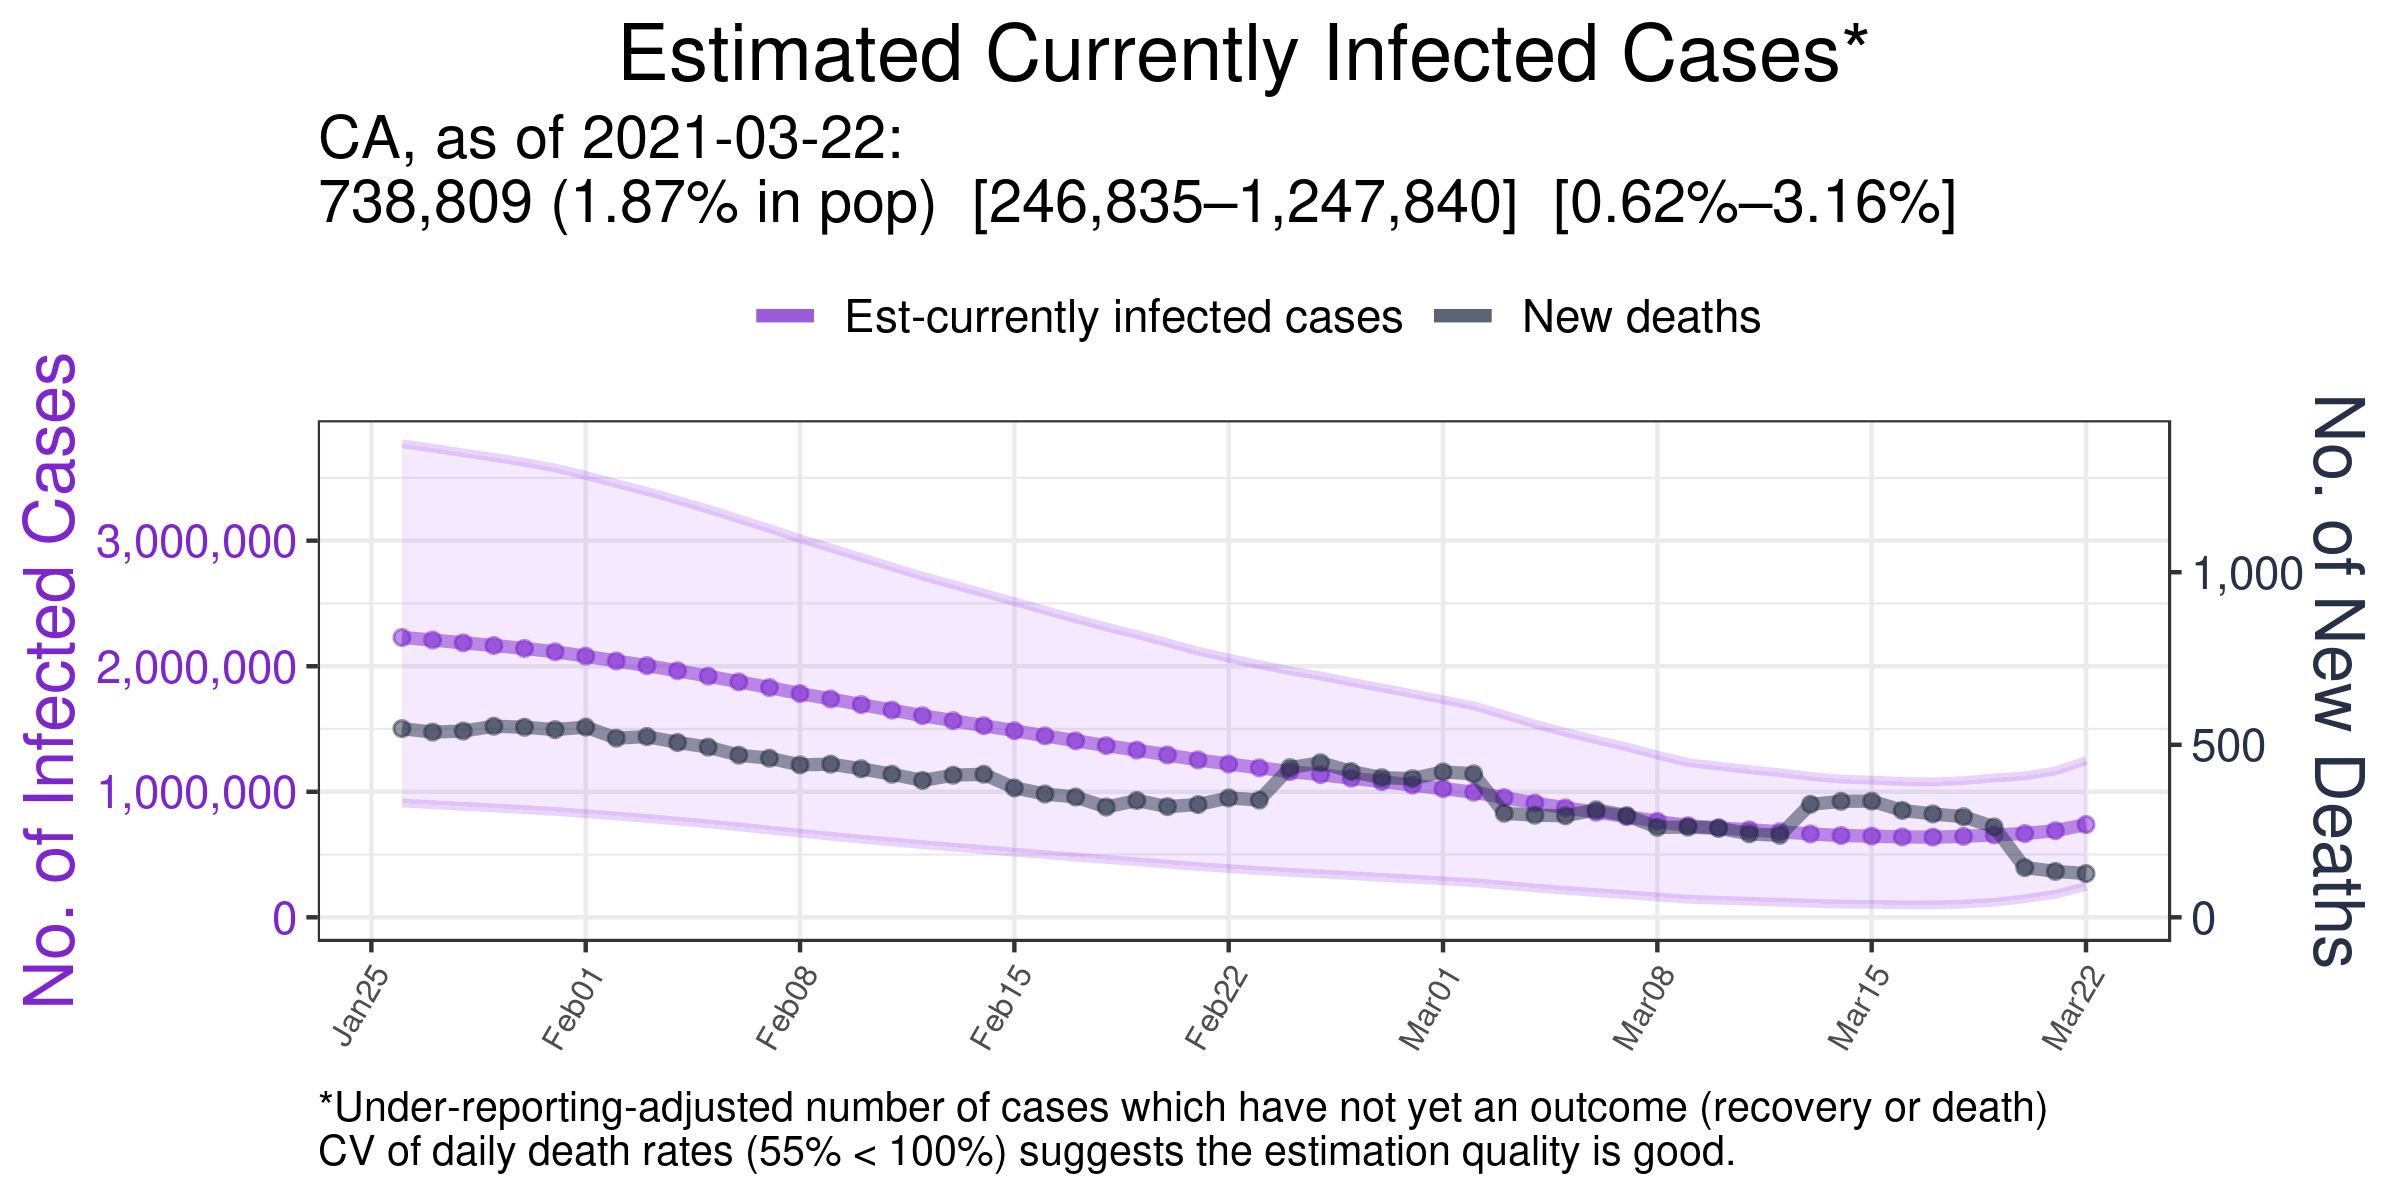 Estimated Currently Infected Cases*
CA, as of 2021-03-22:
738,809 (1.87% in pop)  [246,835–1,247,840]  [0.62%–3.16%]
Est-currently infected cases
New deaths
No. of Infected Cases
3,000,000
2,000,000
1,000,000
0
No. of New Deaths
1,000
500
0
Jan25
Feb01
Feb08
Feb15
Feb22
Mar01
Mar08
Mar15
Mar22
*Under-reporting-adjusted number of cases which have not yet an outcome (recovery or death)
CV of daily death rates (55% < 100%) suggests the estimation quality is good.